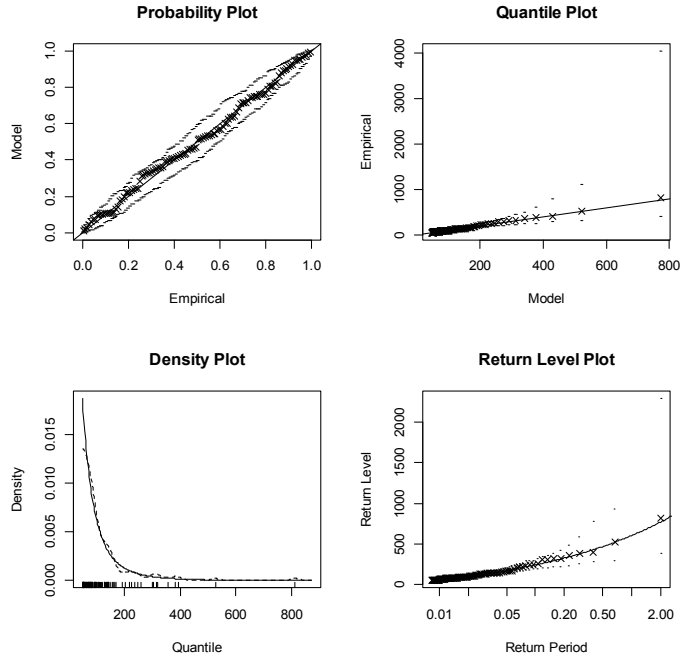 Probability Plot
Model
0.0 0.2 0.4 0.6 0.8 1.0
0.0 0.2 0.4 0.6 0.8 1.0
Empirical
Quantile Plot
Empirical
0 1000 2000 3000 4000
200 400 600 800
Model
Density Plot
Density
0.000 0.005 0.010 0.015
200 400 600 800
Quantile
Return Level Plot
Return Level
0 500 1000 1500 2000
0.01 0.05 0.20 0.50 2.00
Return Period